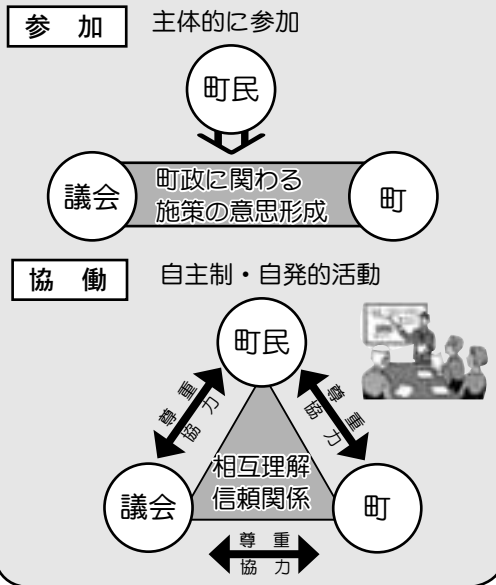 参 加
主体的に参加
町民
議会
町政に関わる
施策の意思形成
町
協 働
自主制・自発的活動
町民
尊 重
協 力
尊 重
協 力
相互理解
信頼関係
議会
町
尊 重
協 力